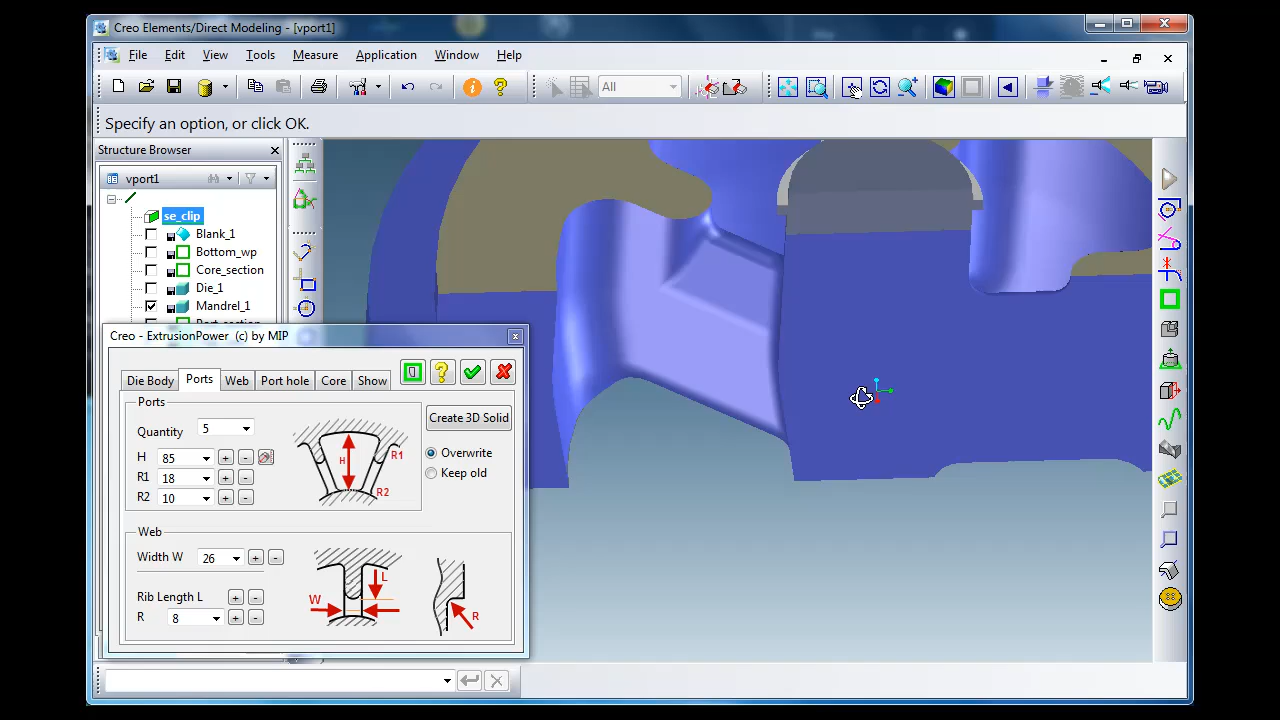 Creo Elements/Direct Modeling - [vport1]
File Edit View Tools Measure Application Window Help
All
Specify an option, or click OK.
Structure Browser
vport1
se_clip
Blank_1
Bottom_wp
Core_section
Die_1
Mandrel_1
Creo - ExtrusionPower (c) by MIP
Die Body Ports Web Port hole Core Show
Ports
Quantity 5
H 85
R1 18
R2 10
H R1 R2
Create 3D Solid
Overwrite
Keep old
Web
Width W 26
Rib Length L
R 8
W L R